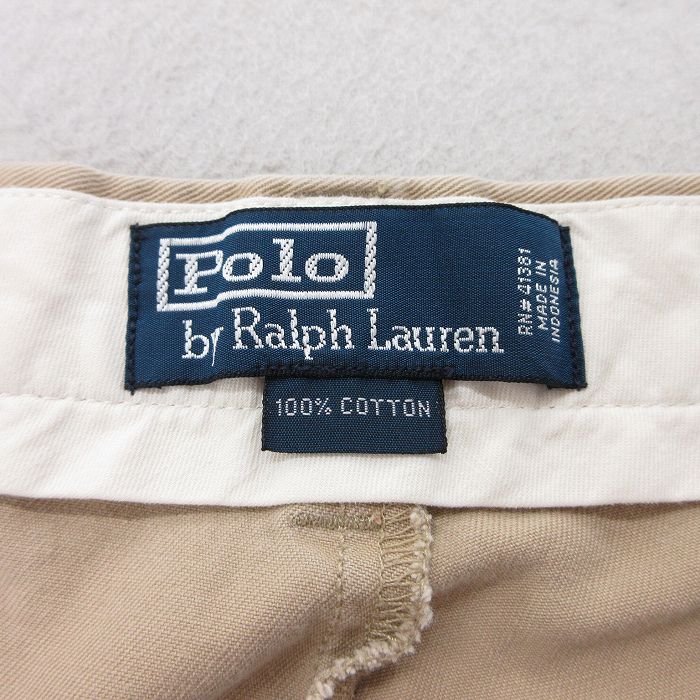 Polo
by Ralph Lauren
RN# 41381
MADE IN
INDONESIA
100% COTTON